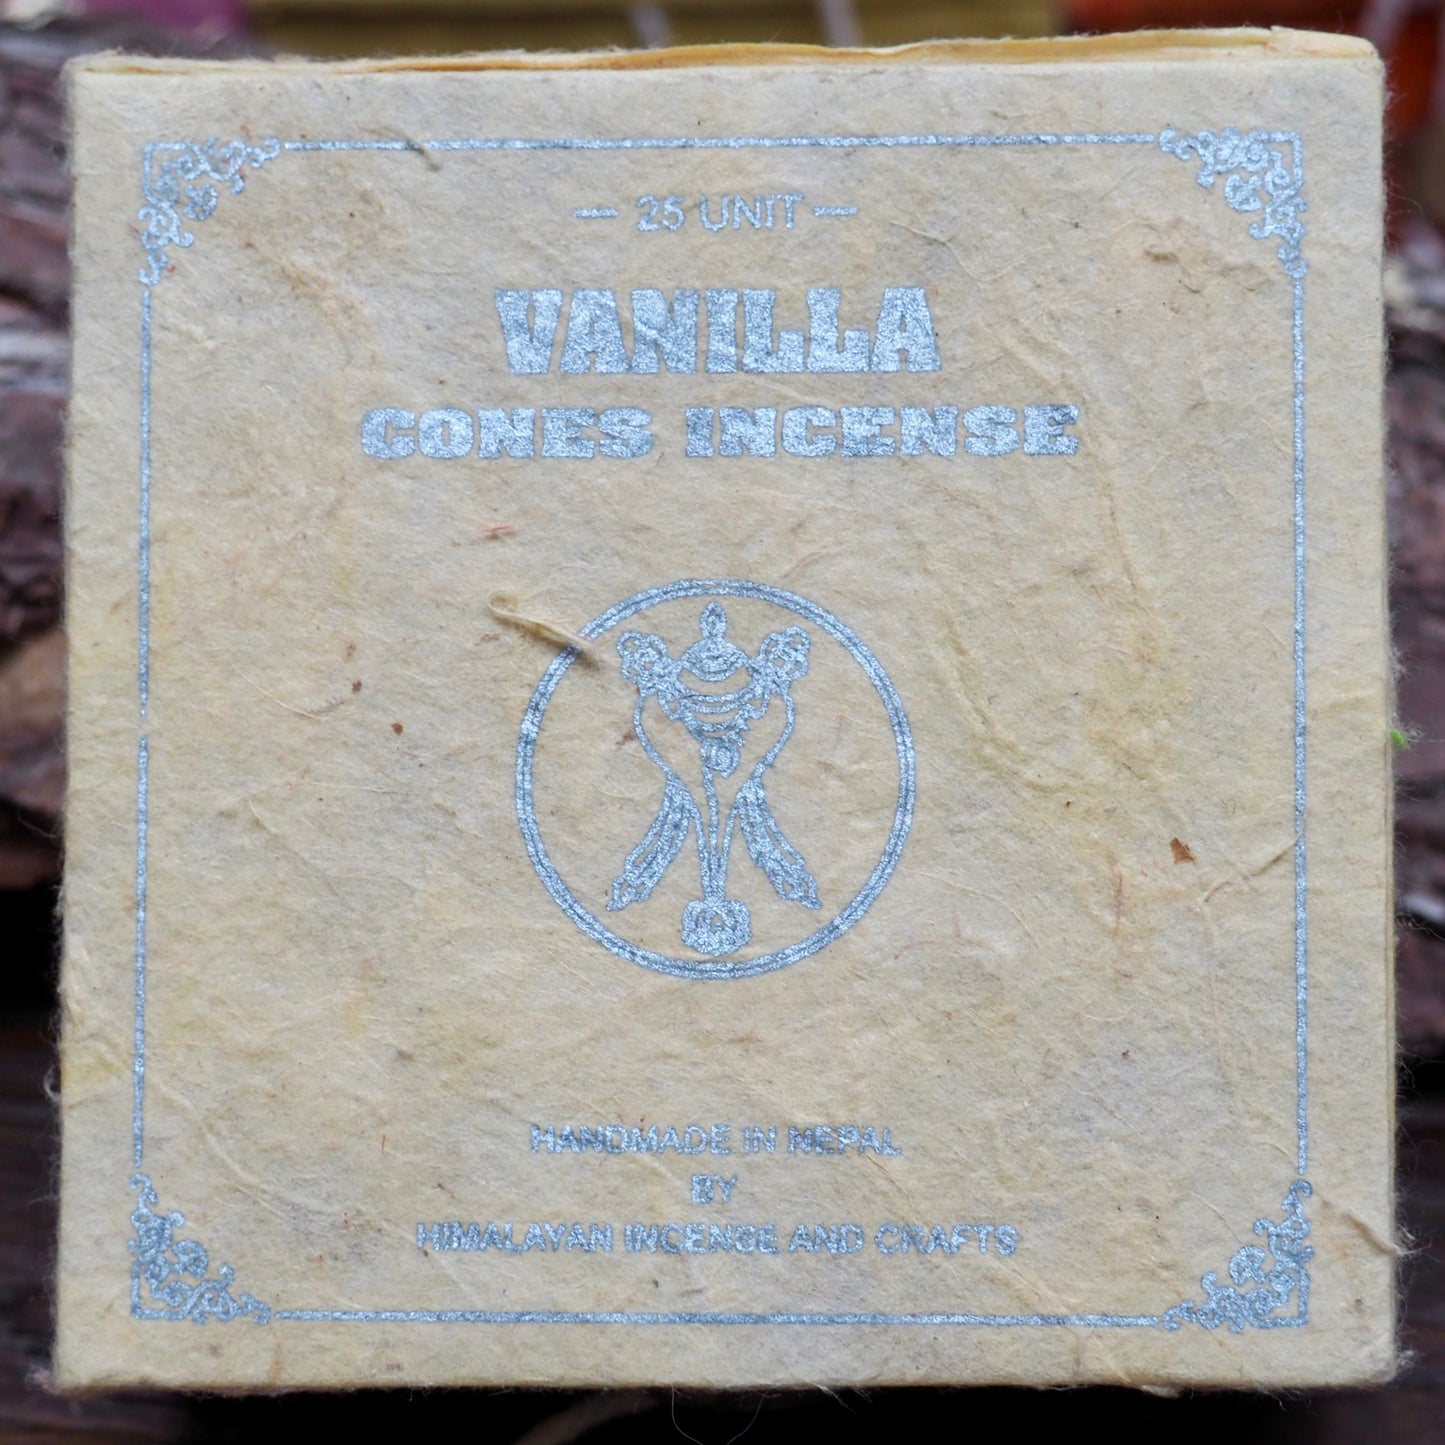 — 25 UNIT —
VANILLA
CONES INCENSE
HANDMADE IN NEPAL
BY
HIMALAYAN INCENSE AND CRAFTS